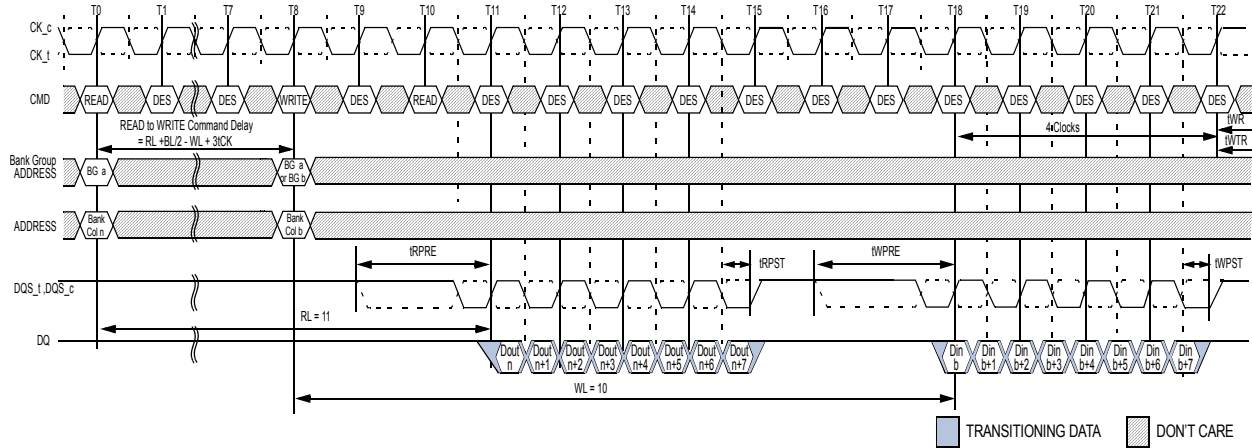 T0 T1 T7 T8 T9 T10 T11 T12 T13 T14 T15 T16 T17 T18 T19 T20 T21 T22
CK_c
CK_t
CMD READ DES DES WRITE DES READ DES DES DES DES DES DES DES DES DES DES DES DES
READ to WRITE Command Delay
= RL +BL/2 - WL + 3tCK
4•Clocks
tWR
tWTR
Bank Group
ADDRESS
BG a
BG a
or BG b
ADDRESS
Bank
Col n
Bank
Col b
tRPRE tRPST tWPRE tWPST
DQS_t ,DQS_c
RL = 11
DQ
Dout
n
Dout
n+1
Dout
n+2
Dout
n+3
Dout
n+4
Dout
n+5
Dout
n+6
Dout
n+7
Din
b
Din
b+1
Din
b+2
Din
b+3
Din
b+4
Din
b+5
Din
b+6
Din
b+7
WL = 10
TRANSITIONING DATA DON'T CARE